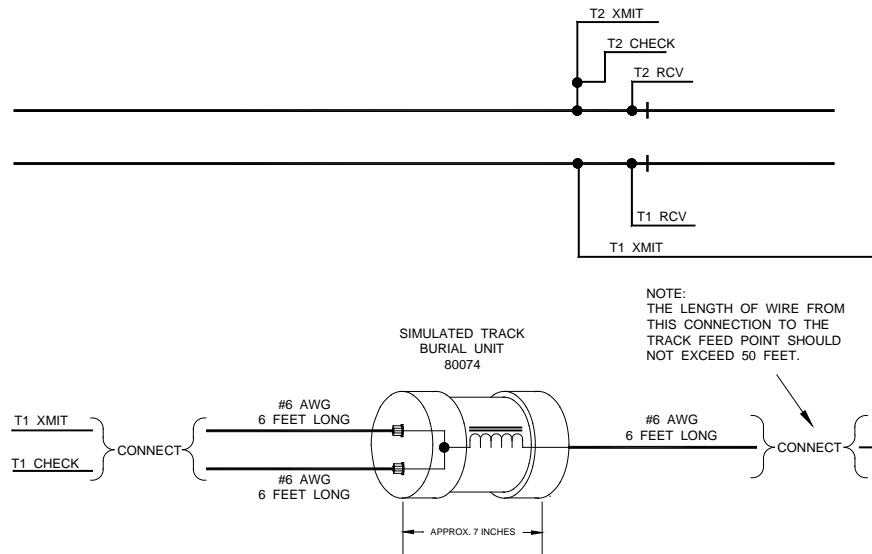 T2 XMIT
T2 CHECK
T2 RCV
T1 RCV
T1 XMIT
NOTE:
THE LENGTH OF WIRE FROM
THIS CONNECTION TO THE
TRACK FEED POINT SHOULD
NOT EXCEED 50 FEET.
SIMULATED TRACK
BURIAL UNIT
80074
T1 XMIT
T1 CHECK
CONNECT
#6 AWG
6 FEET LONG
#6 AWG
6 FEET LONG
#6 AWG
6 FEET LONG
CONNECT
APPROX. 7 INCHES